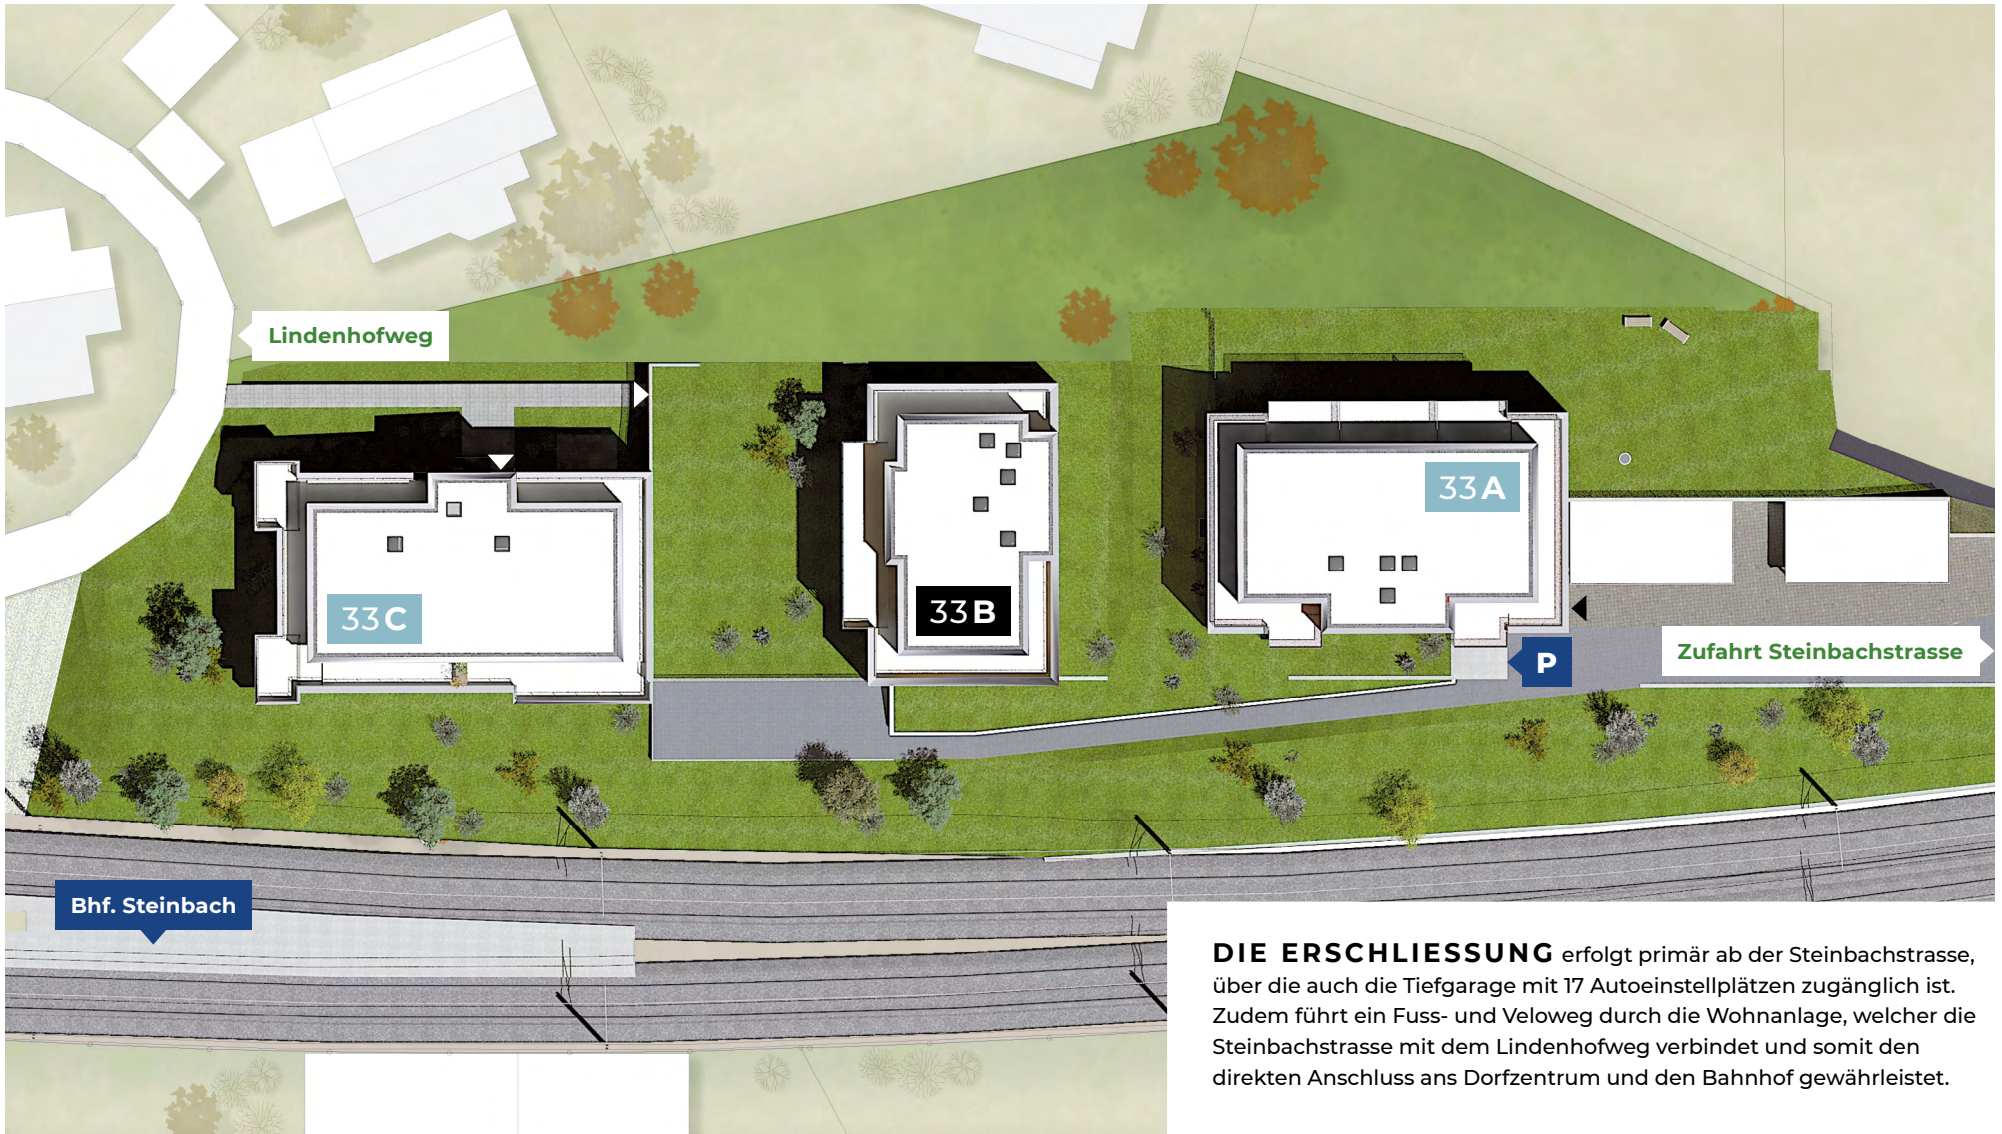 Lindenhofweg
33A
33C
33B
Zufahrt Steinbachstrasse
P
Bhf. Steinbach
DIE ERSCHLIESSUNG erfolgt primär ab der Steinbachstrasse,
über die auch die Tiefgarage mit 17 Autoeinstellplätzen zugänglich ist.
Zudem führt ein Fuss- und Veloweg durch die Wohnanlage, welcher die
Steinbachstrasse mit dem Lindenhofweg verbindet und somit den
direkten Anschluss ans Dorfzentrum und den Bahnhof gewährleistet.